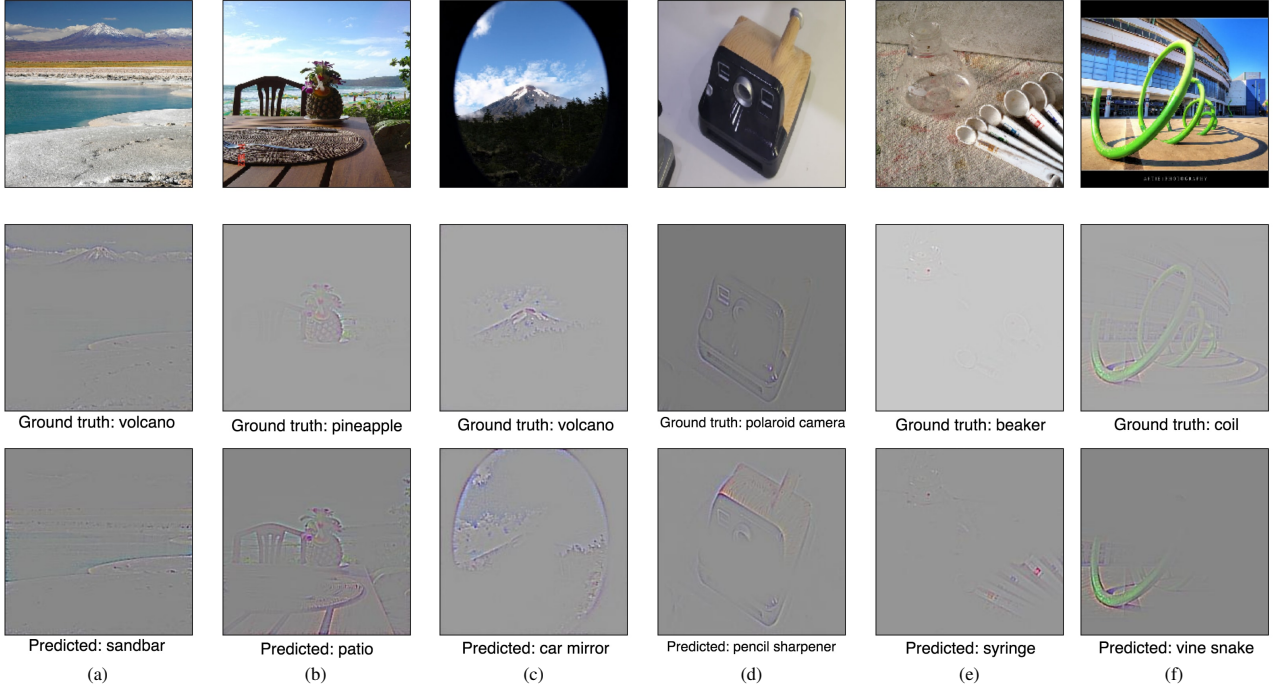 Ground truth: volcano
Ground truth: pineapple
Ground truth: volcano
Ground truth: polaroid camera
Ground truth: beaker
Ground truth: coil
Predicted: sandbar
Predicted: patio
Predicted: car mirror
Predicted: pencil sharpener
Predicted: syringe
Predicted: vine snake
(a)
(b)
(c)
(d)
(e)
(f)